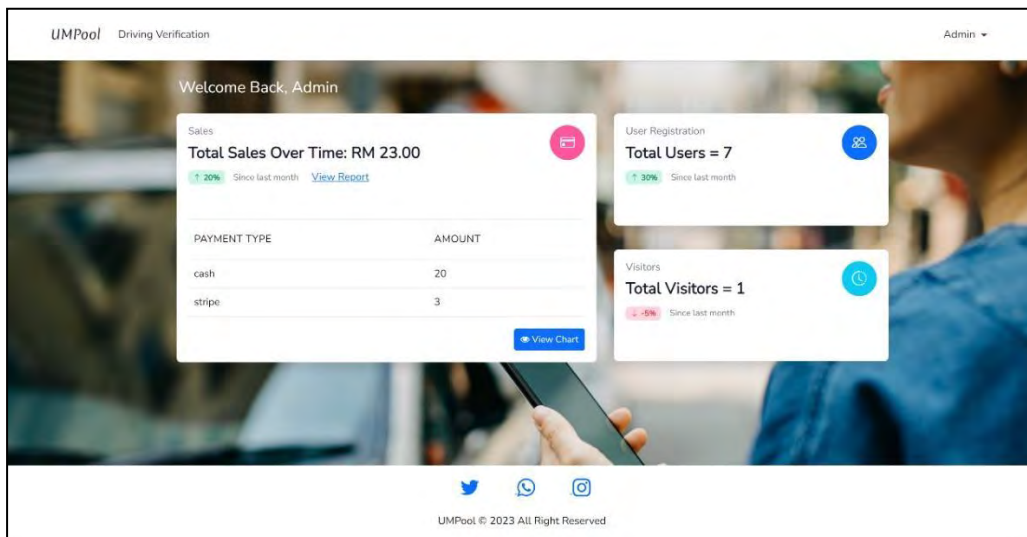 UMPool Driving Verification Admin
Welcome Back, Admin
Sales
Total Sales Over Time: RM 23.00
↑ 20% Since last month View Report
PAYMENT TYPE AMOUNT
cash 20
stripe 3
View Chart
User Registration
Total Users = 7
↑ 30% Since last month
Visitors
Total Visitors = 1
↓ -5% Since last month
UMPool © 2023 All Right Reserved